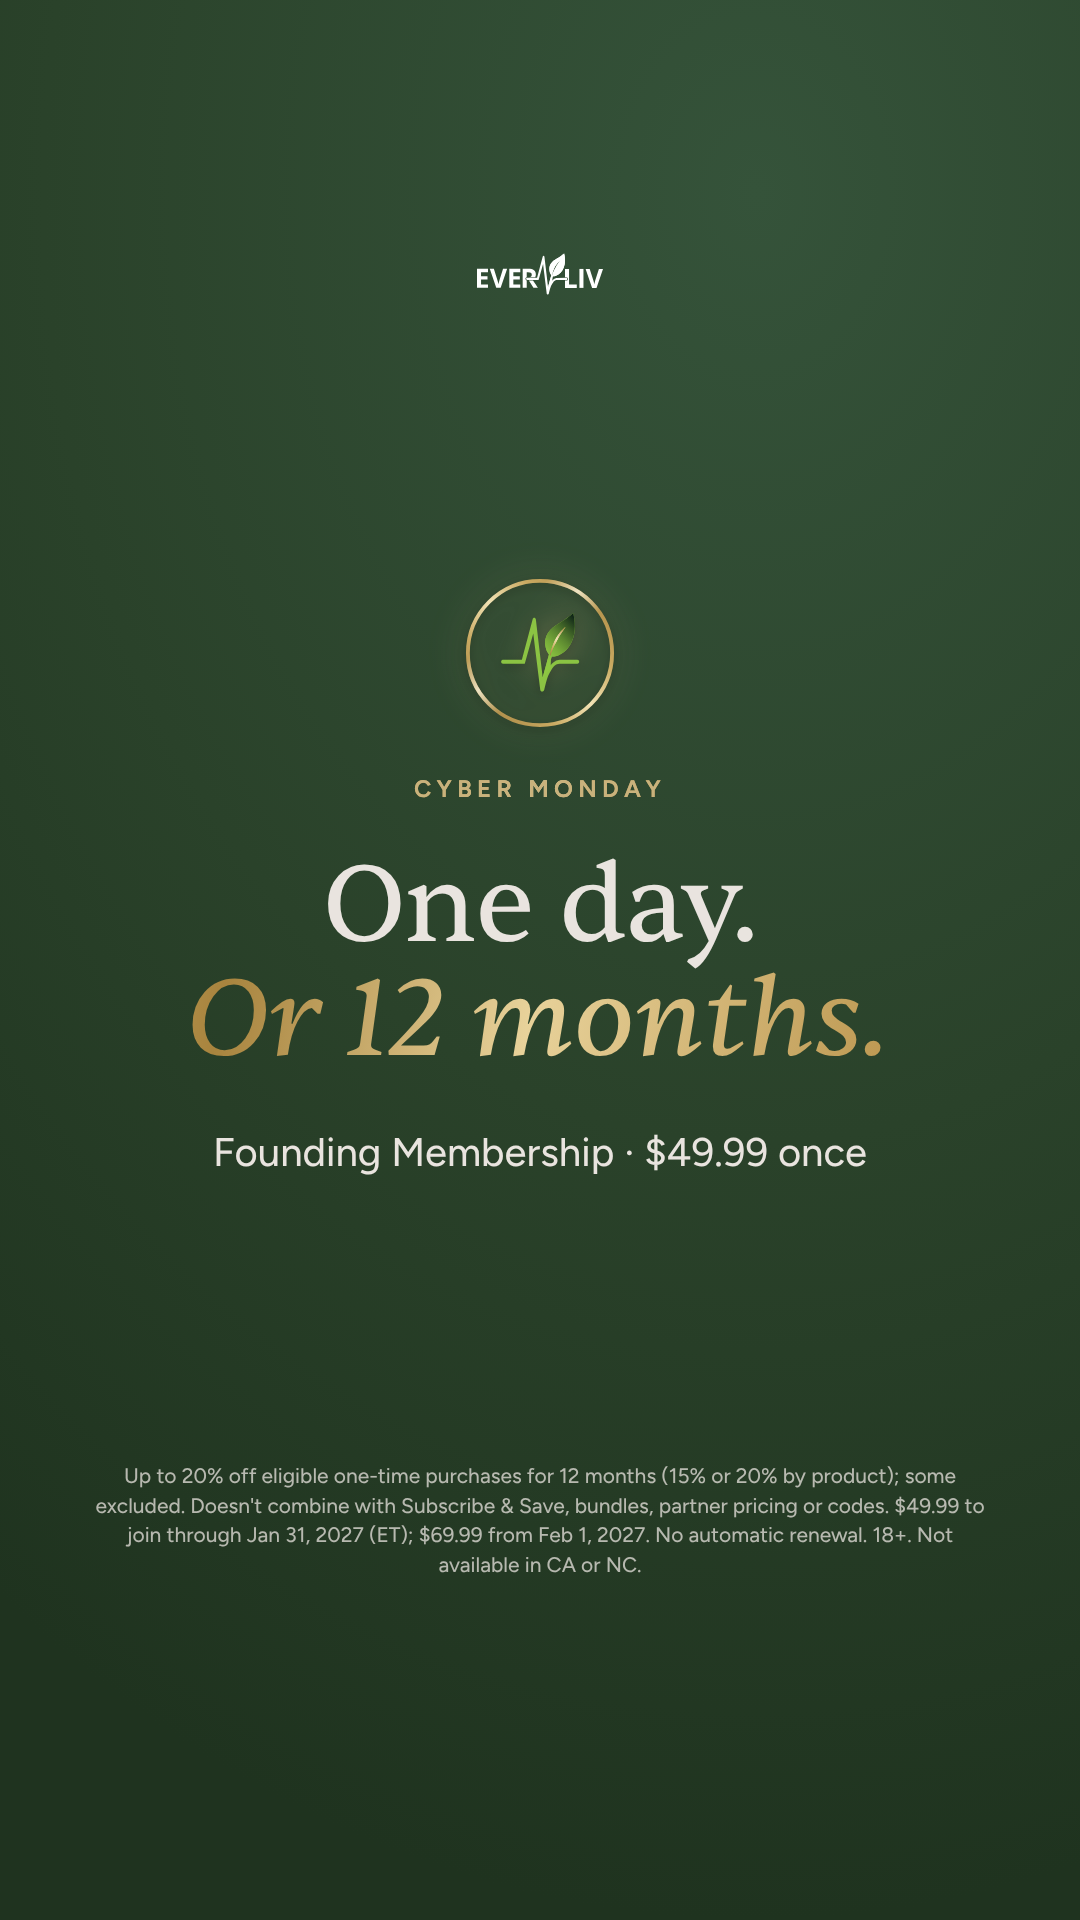 EVER LIV
CYBER MONDAY
One day.
Or 12 months.
Founding Membership · $49.99 once
Up to 20% off eligible one-time purchases for 12 months (15% or 20% by product); some
excluded. Doesn't combine with Subscribe & Save, bundles, partner pricing or codes. $49.99 to
join through Jan 31, 2027 (ET); $69.99 from Feb 1, 2027. No automatic renewal. 18+. Not
available in CA or NC.